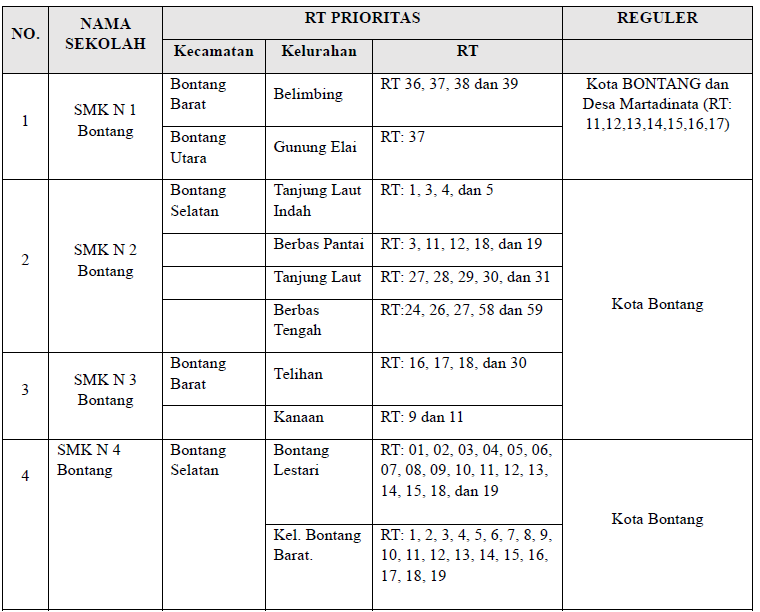 NO.
NAMA
SEKOLAH
RT PRIORITAS
REGULER
Kecamatan
Kelurahan
RT
1
SMK N 1
Bontang
Bontang
Barat
Belimbing
RT 36, 37, 38 dan 39
Kota BONTANG dan
Desa Martadinata (RT:
11,12,13,14,15,16,17)
Bontang
Utara
Gunung Elai
RT: 37
2
SMK N 2
Bontang
Bontang
Selatan
Tanjung Laut
Indah
RT: 1, 3, 4, dan 5
Kota Bontang
Berbas Pantai
RT: 3, 11, 12, 18, dan 19
Tanjung Laut
RT: 27, 28, 29, 30, dan 31
Berbas
Tengah
RT:24, 26, 27, 58 dan 59
3
SMK N 3
Bontang
Bontang
Barat
Telihan
RT: 16, 17, 18, dan 30
Kanaan
RT: 9 dan 11
4
SMK N 4
Bontang
Bontang
Selatan
Bontang
Lestari
RT: 01, 02, 03, 04, 05, 06,
07, 08, 09, 10, 11, 12, 13,
14, 15, 18, dan 19
Kota Bontang
Kel. Bontang
Barat.
RT: 1, 2, 3, 4, 5, 6, 7, 8, 9,
10, 11, 12, 13, 14, 15, 16,
17, 18, 19